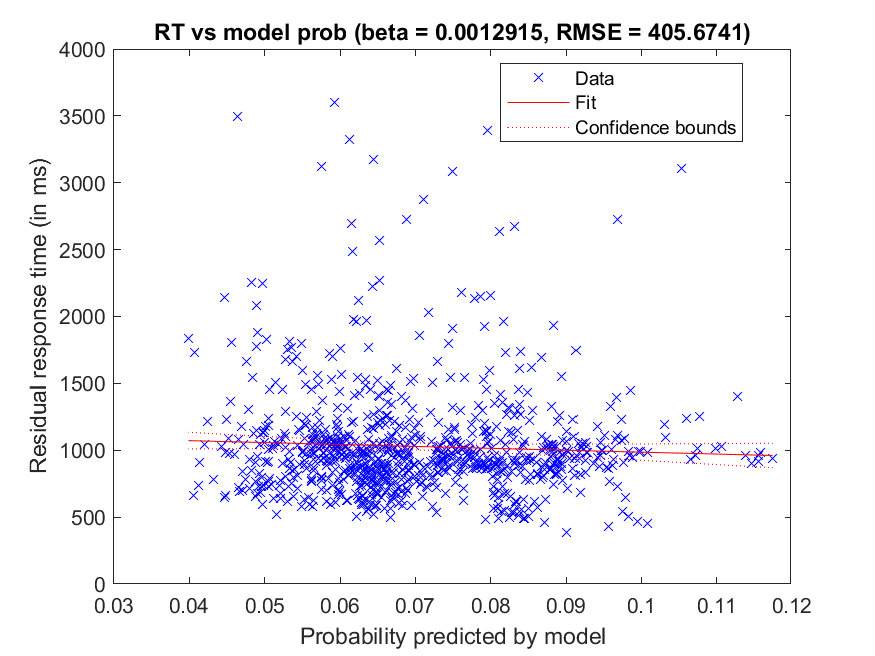 RT vs model prob (beta = 0.0012915, RMSE = 405.6741)
4000
3500
3000
2500
2000
1500
1000
500
0
Residual response time (in ms)
Data
Fit
Confidence bounds
0.03 0.04 0.05 0.06 0.07 0.08 0.09 0.1 0.11 0.12
Probability predicted by model